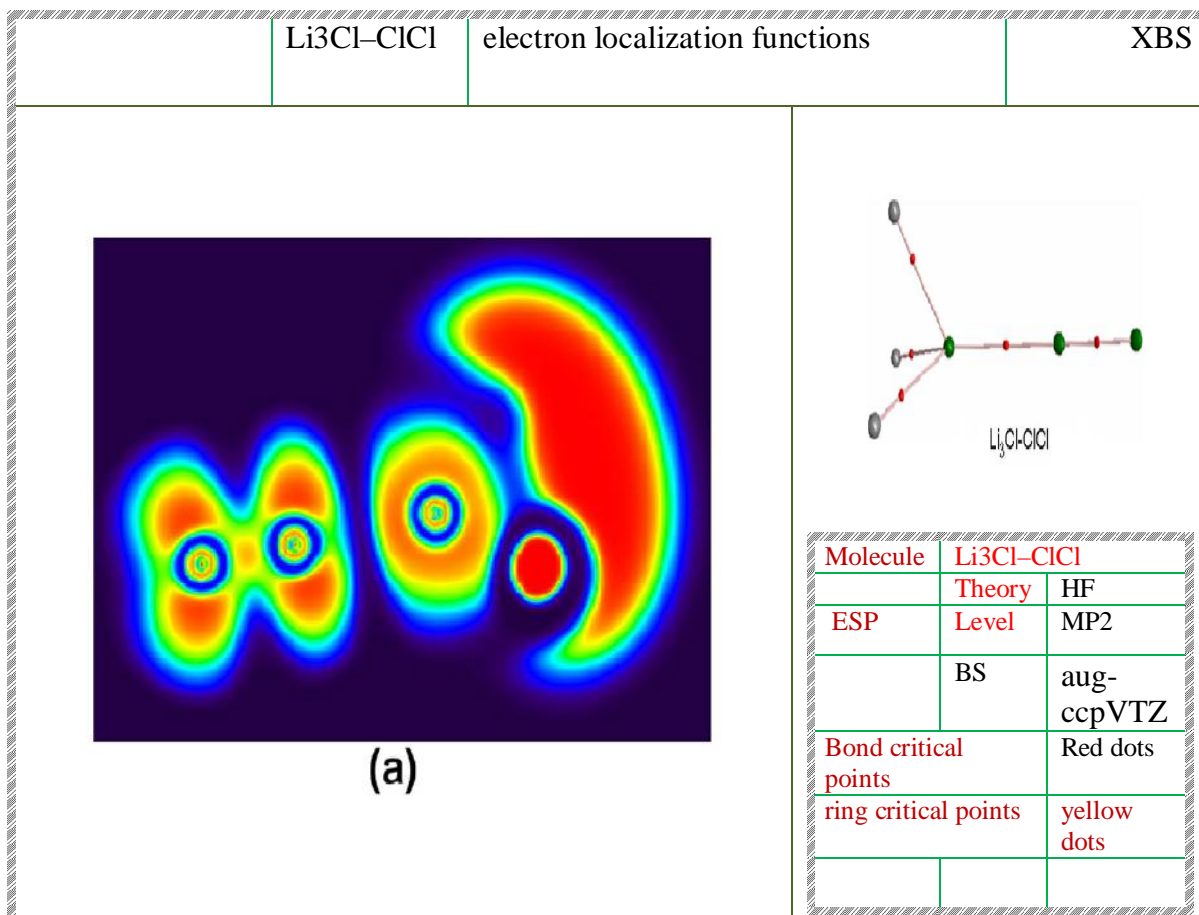 Li3Cl–ClCl electron localization functions XBS
(a)
Li3Cl-ClCl
Molecule Li3Cl–ClCl
Theory HF
ESP Level MP2
BS aug-
ccpVTZ
Bond critical Red dots
points
ring critical points yellow
dots